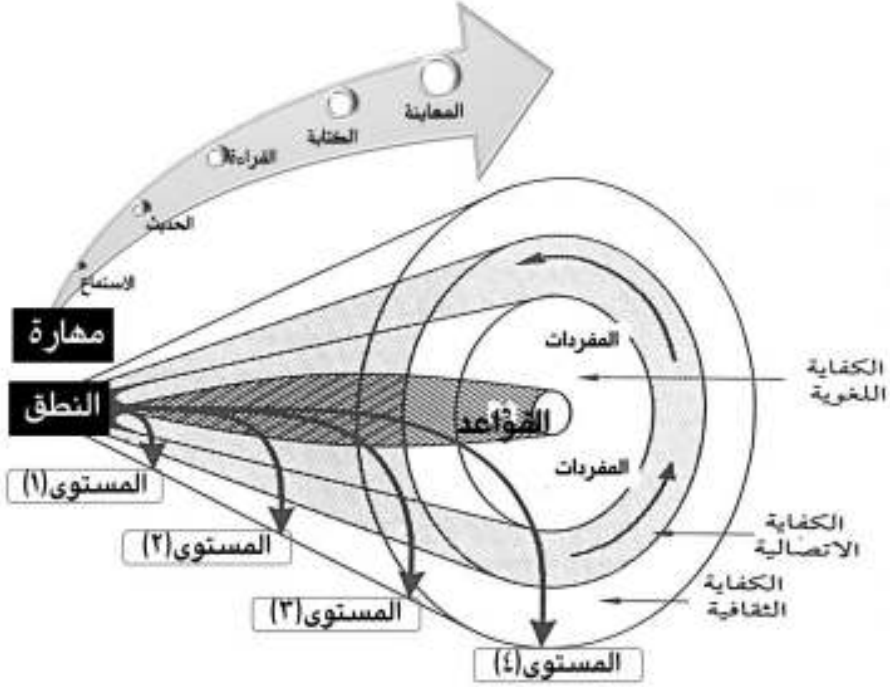 المعاينة
الكتابة
القراءة
الحديث
الاستماع
مهارة
النطق
المفردات
القواعد
المفردات
الكفاية
اللغوية
الكفاية
الاتصالية
الكفاية
الثقافية
المستوى(١)
المستوى(٢)
المستوى(٣)
المستوى(٤)